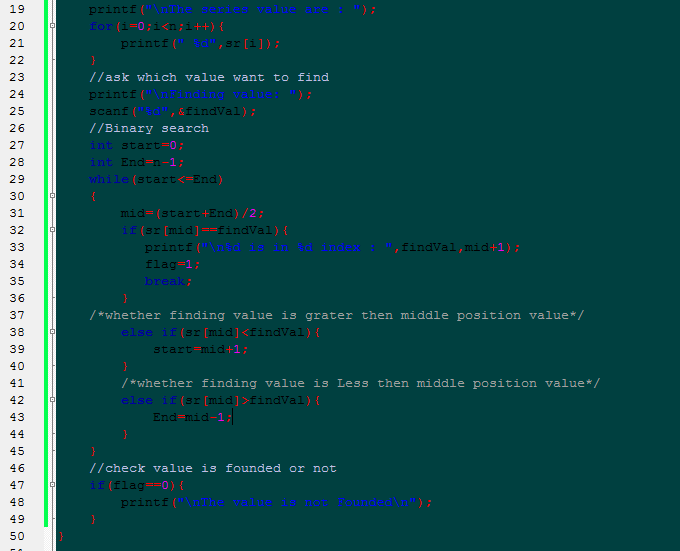 19 printf("\nThe series value are : ");
20 for(i=0;i<n;i++){
21 printf(" %d",sr[i]);
22 }
23 //ask which value want to find
24 printf("\nFinding value: ");
25 scanf("%d",&findVal);
26 //Binary search
27 int start=0;
28 int End=n-1;
29 while(start<=End)
30 {
31 mid=(start+End)/2;
32 if(sr[mid]==findVal){
33 printf("\n%d is in %d index : ",findVal,mid+1);
34 flag=1;
35 break;
36 }
37 /*whether finding value is grater then middle position value*/
38 else if(sr[mid]<findVal){
39 start=mid+1;
40 }
41 /*whether finding value is Less then middle position value*/
42 else if(sr[mid]>findVal){
43 End=mid-1;
44 }
45 }
46 //check value is founded or not
47 if(flag==0){
48 printf("\nThe value is not Founded\n");
49 }
50 }